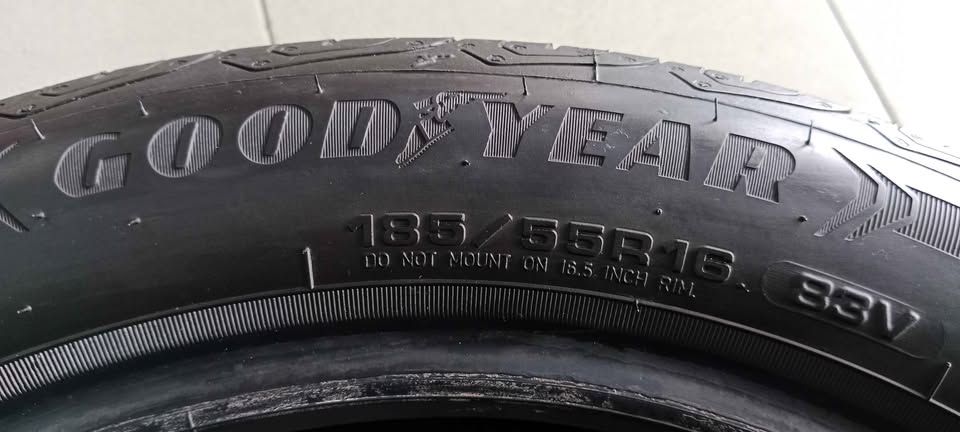 GOODYEAR
185/55R16 83V
DO NOT MOUNT ON 16.5 INCH RIM.